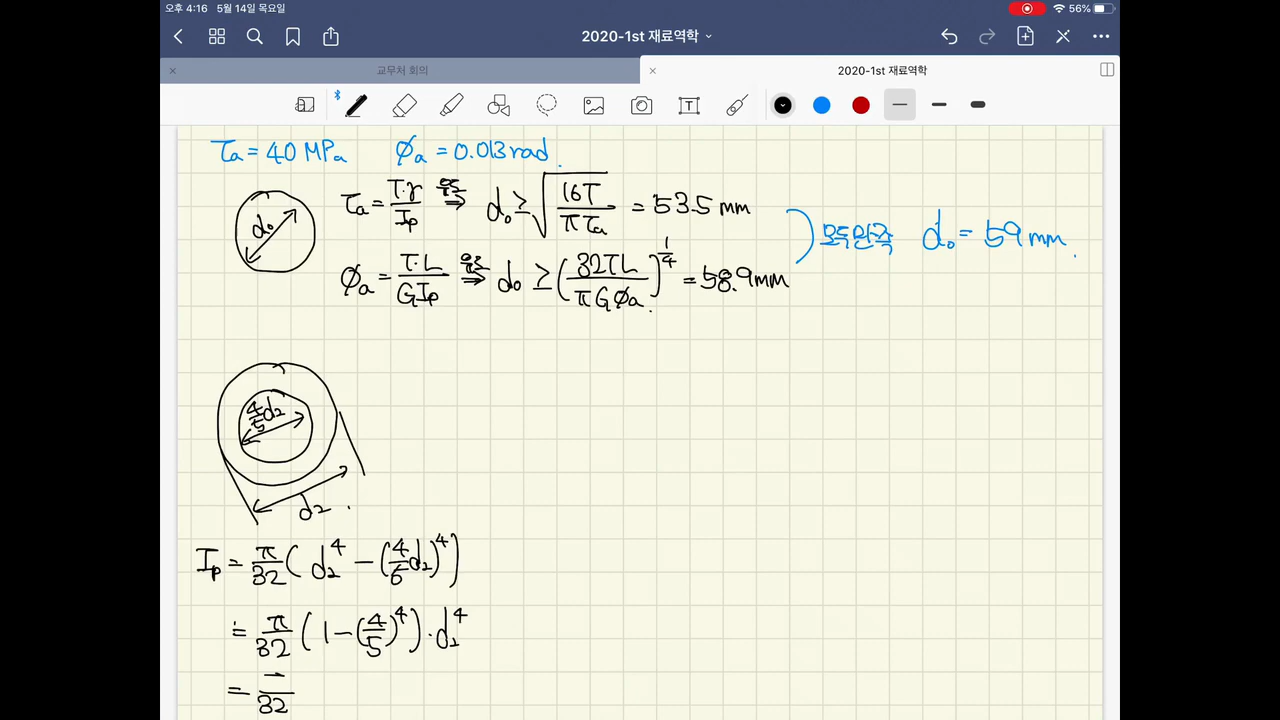 오후 4:16 5월 14일 목요일
56%
2020-1st 재료역학
교무처 회의
2020-1st 재료역학
τa = 40 MPa φa = 0.013 rad.
d₀
τa = T·r/Ip ⇒ d₀ ≥ √(16T/πτa) = 53.5 mm
모두만족 d₀ = 59 mm.
φa = T·L/GIp ⇒ d₀ ≥ (32TL/πGφa)^1/4 = 58.9 mm
4/5 d₂
d₂
Ip = π/32 ( d₂⁴ − (4/5 d₂)⁴ )
= π/32 ( 1 − (4/5)⁴ ) · d₂⁴
= /32